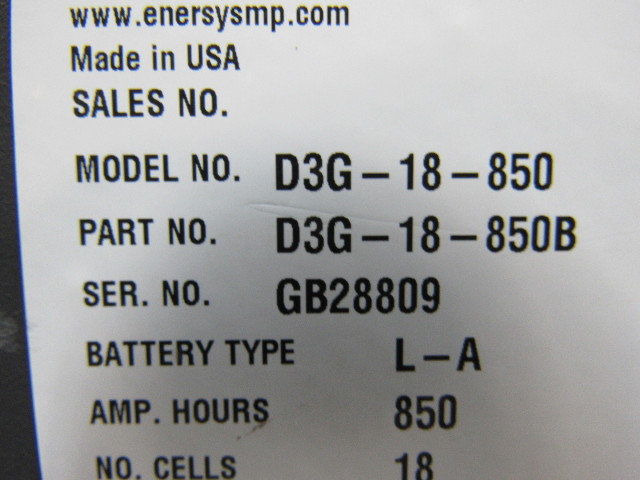 www.enersysmp.com
Made in USA
SALES NO.
MODEL NO. D3G-18-850
PART NO. D3G-18-850B
SER. NO. GB28809
BATTERY TYPE L-A
AMP. HOURS 850
NO. CELLS 18